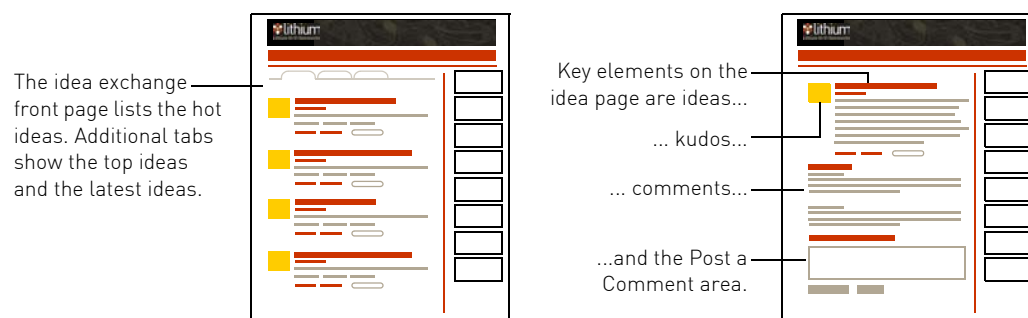 lithium
The idea exchange
front page lists the hot
ideas. Additional tabs
show the top ideas
and the latest ideas.
lithium
Key elements on the
idea page are ideas...
... kudos...
... comments...
...and the Post a
Comment area.